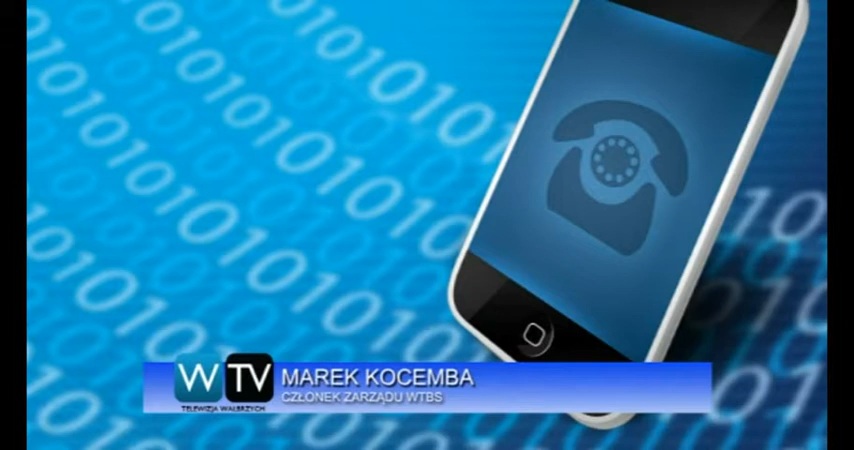 WTV
TELEWIZJA WAŁBRZYCH
MAREK KOCEMBA
CZŁONEK ZARZĄDU WTBS